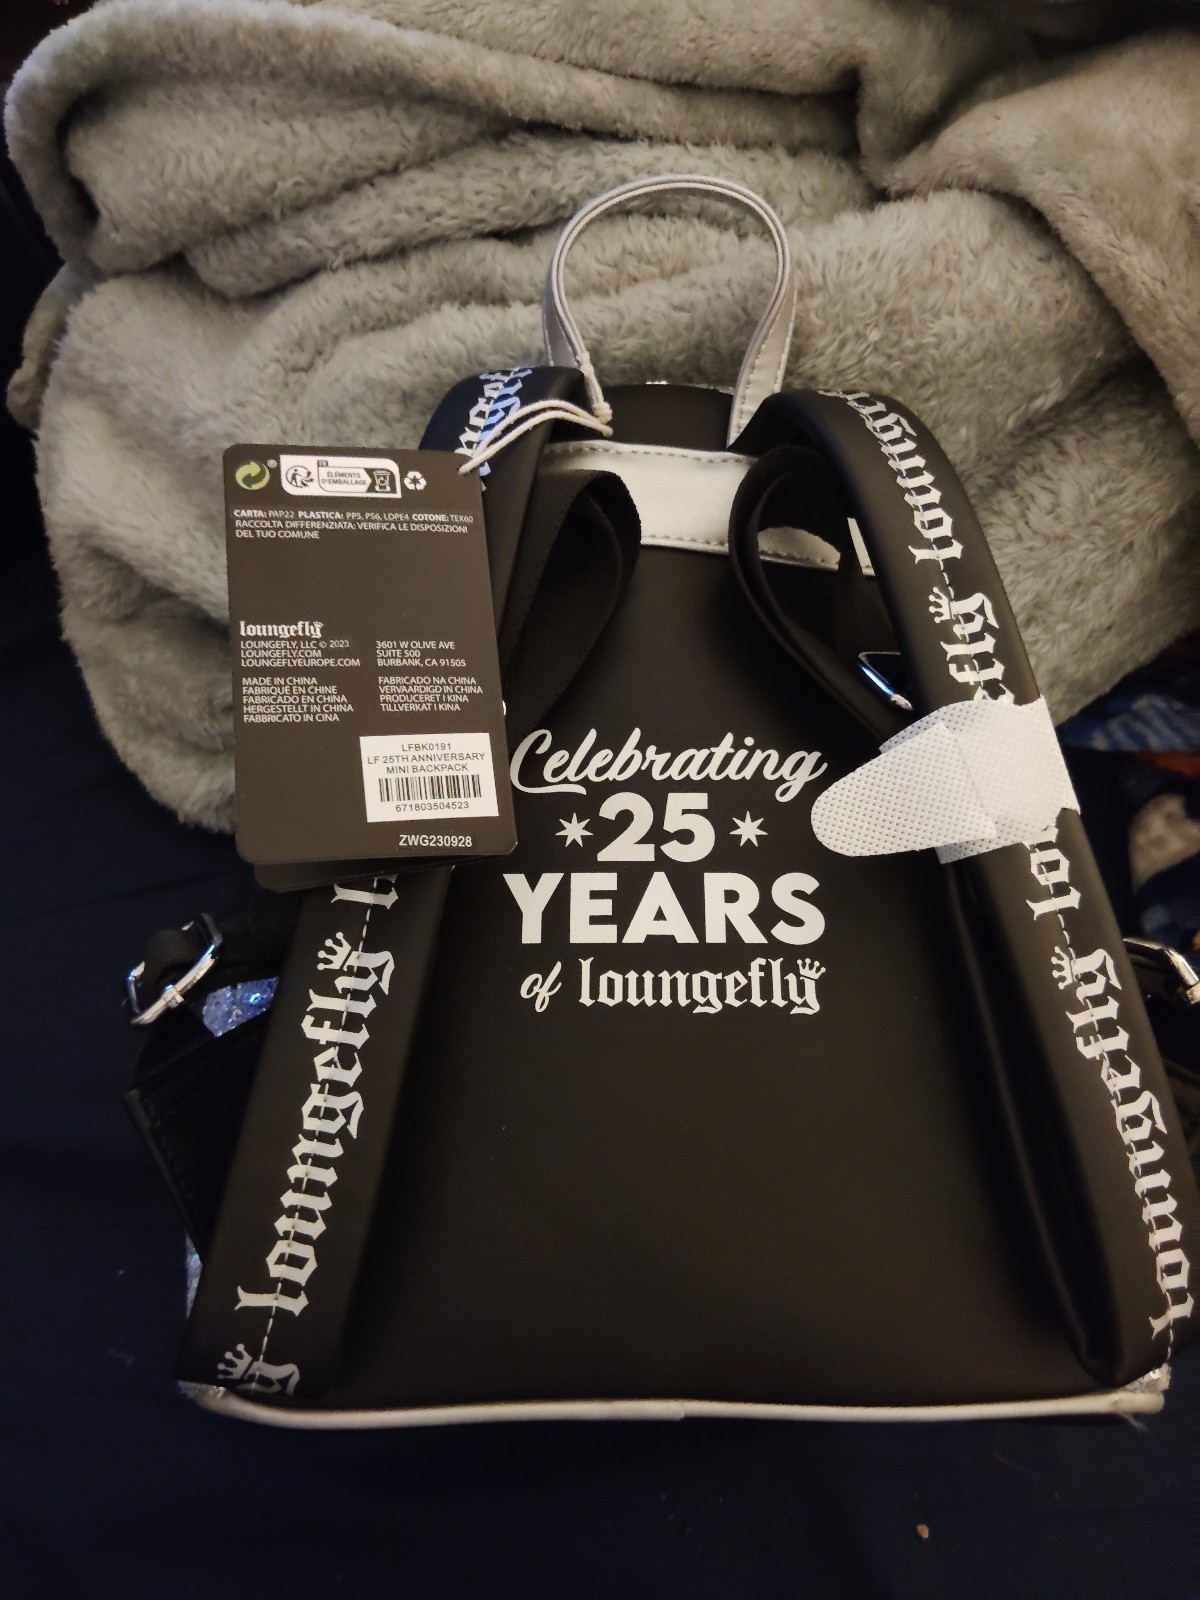 FR
ÉLÉMENTS
D'EMBALLAGE
CARTA: PAP22 PLASTICA: PP5, PS6, LDPE4 COTONE: TEX60
RACCOLTA DIFFERENZIATA: VERIFICA LE DISPOSIZIONI
DEL TUO COMUNE
loungefly
LOUNGEFLY, LLC © 2023
LOUNGEFLY.COM
LOUNGEFLYEUROPE.COM
3601 W OLIVE AVE
SUITE 500
BURBANK, CA 91505
MADE IN CHINA
FABRIQUÉ EN CHINE
FABRICADO EN CHINA
HERGESTELLT IN CHINA
FABBRICATO IN CINA
FABRICADO NA CHINA
VERVAARDIGD IN CHINA
PRODUCERET I KINA
TILLVERKAT I KINA
LFBK0191
LF 25TH ANNIVERSARY
MINI BACKPACK
671803504523
ZWG230928
Celebrating
25
YEARS
of loungefly
loungefly
loungefly
loungefly